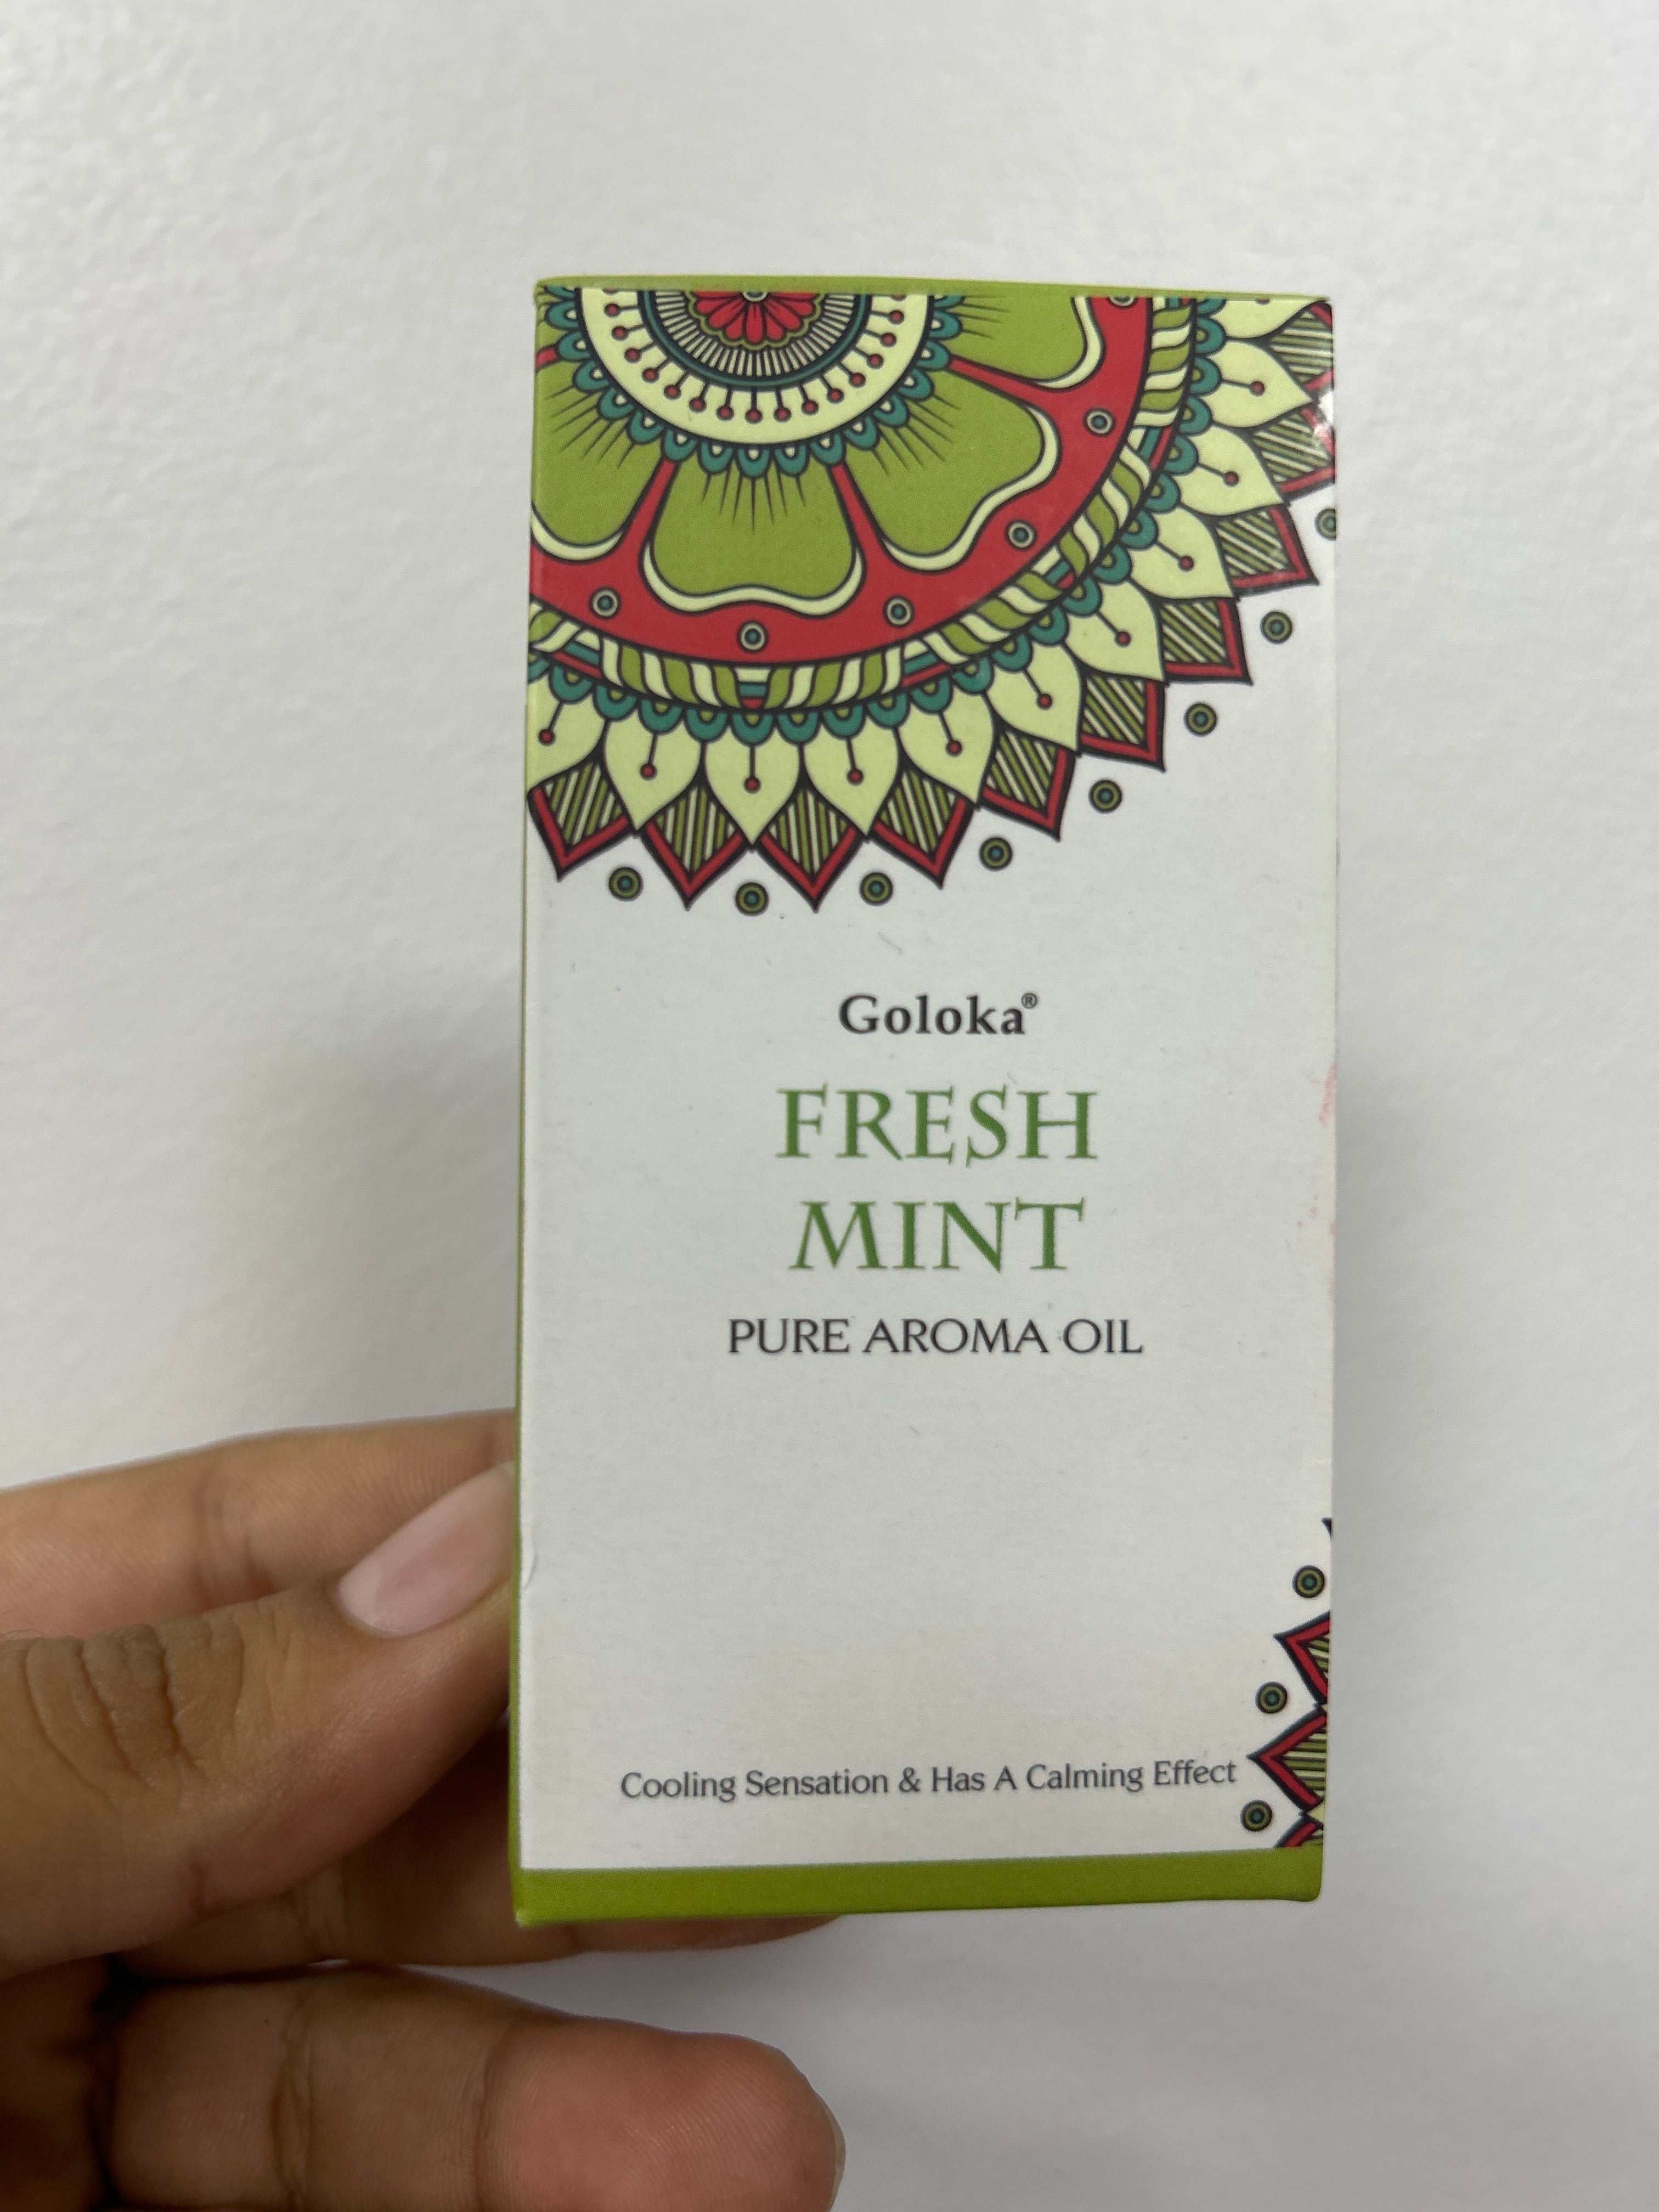 Goloka®
FRESH
MINT
PURE AROMA OIL
Cooling Sensation & Has A Calming Effect